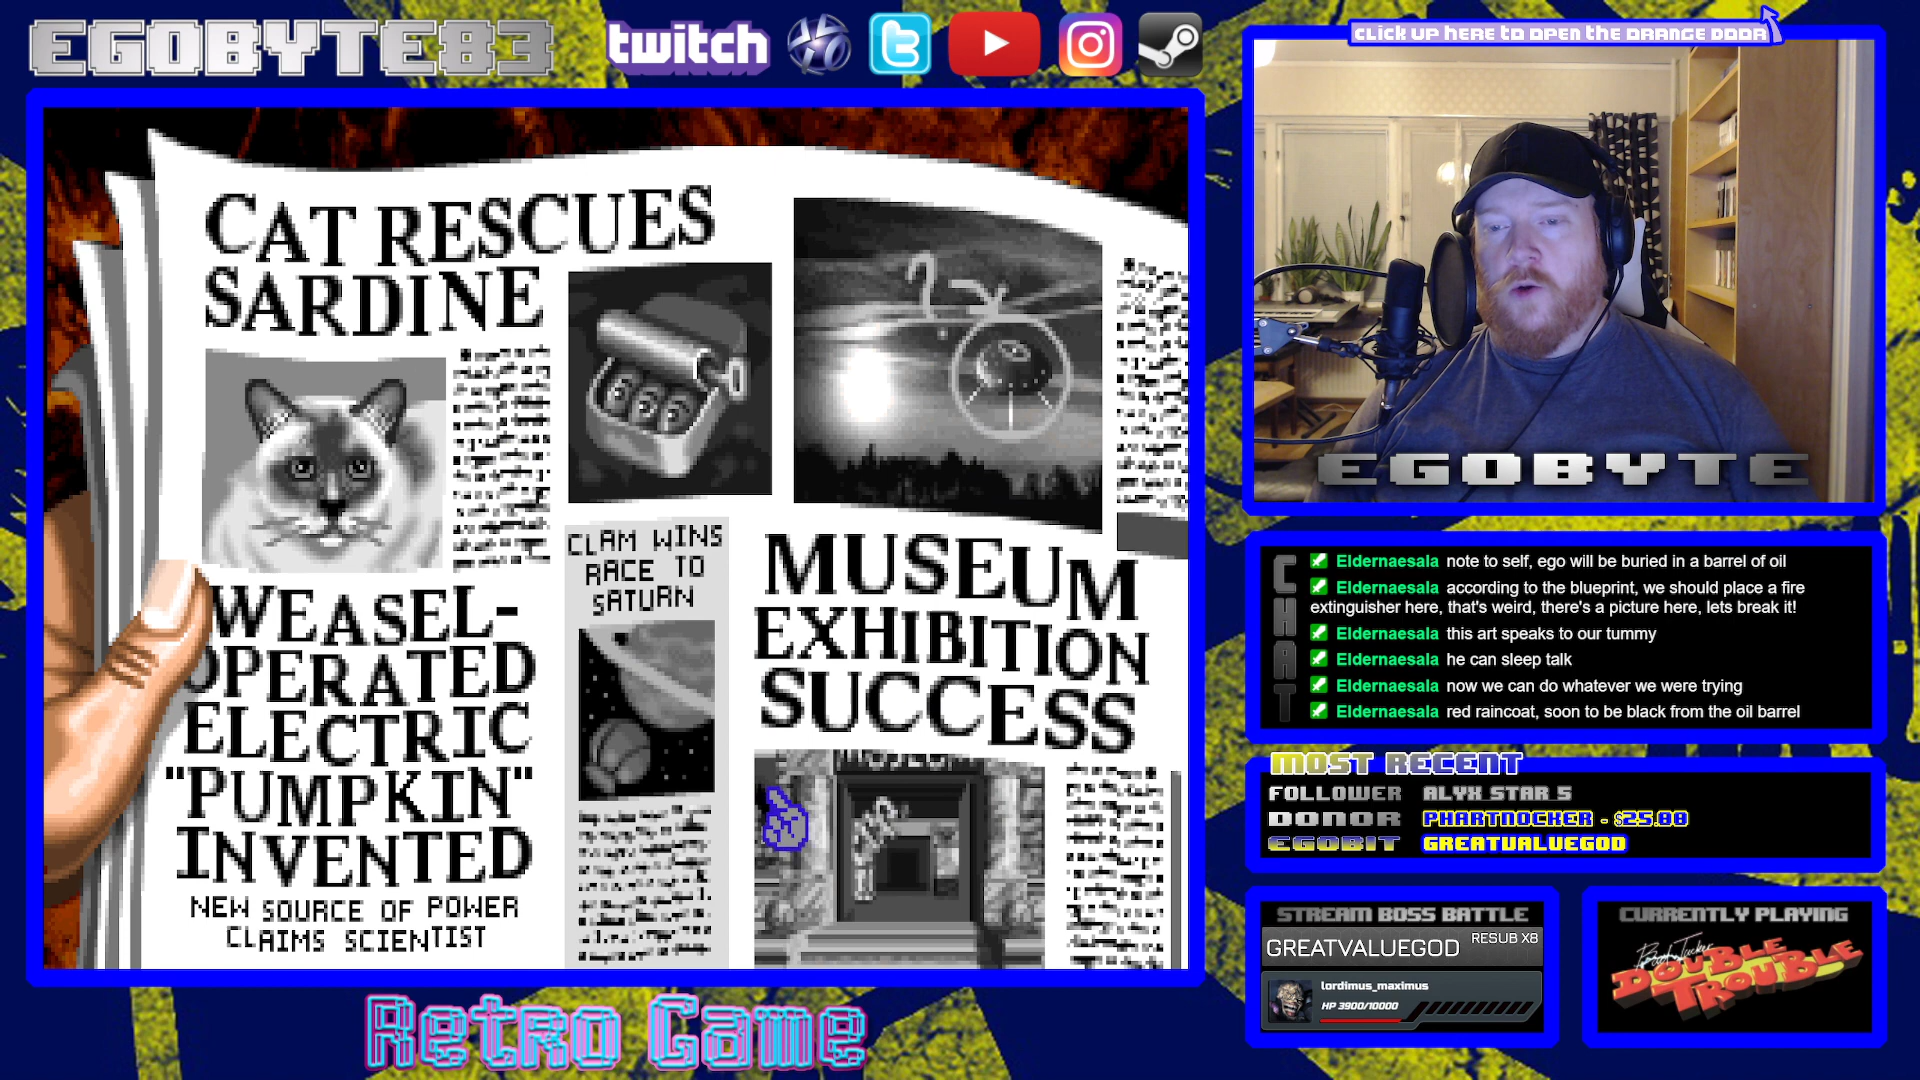 EGOBYTE83
twitch
CLICK UP HERE TO OPEN THE ORANGE DOOR
CAT RESCUES
SARDINE
CLAM WINS
RACE TO
SATURN
WEASEL-
OPERATED
ELECTRIC
"PUMPKIN"
INVENTED
NEW SOURCE OF POWER
CLAIMS SCIENTIST
MUSEUM
EXHIBITION
SUCCESS
MUSEUM
EGOBYTE
CHAT
Eldernaesala note to self, ego will be buried in a barrel of oil
Eldernaesala according to the blueprint, we should place a fire
extinguisher here, that's weird, there's a picture here, lets break it!
Eldernaesala this art speaks to our tummy
Eldernaesala he can sleep talk
Eldernaesala now we can do whatever we were trying
Eldernaesala red raincoat, soon to be black from the oil barrel
MOST RECENT
FOLLOWER ALYX STAR 5
DONOR PHARTNOCKER - $25.00
EGOBIT GREATVALUEGOD
STREAM BOSS BATTLE
GREATVALUEGOD RESUB X8
lordimus_maximus
HP 3900/10000
CURRENTLY PLAYING
Bud Tucker
DOUBLE
TROUBLE
Retro Game